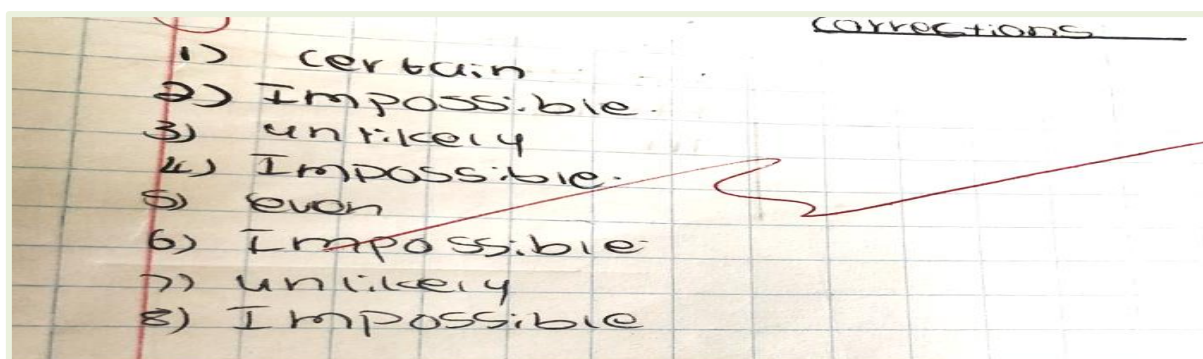 corrections
1) certain
2) Impossible.
3) unlikely
4) Impossible.
5) even
6) Impossible
7) unlikely
8) Impossible